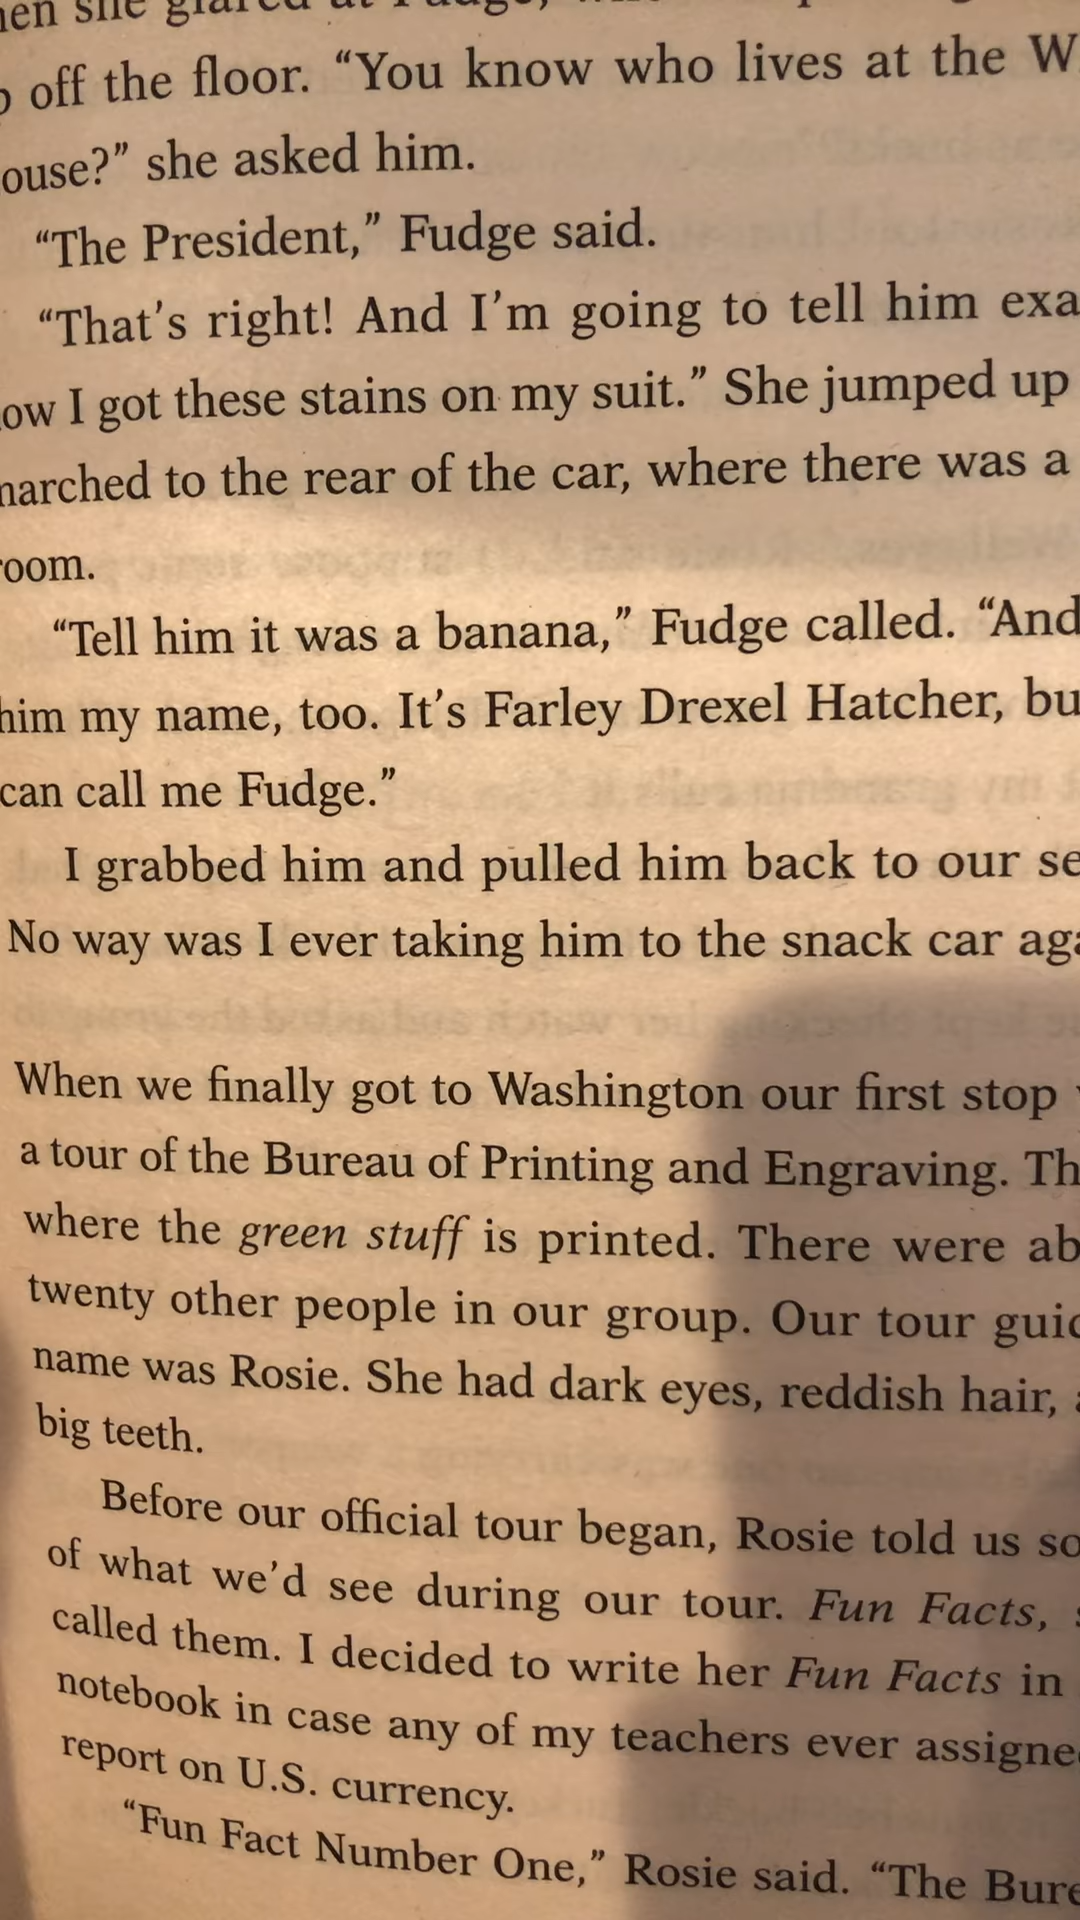 she glared at Fudge,
off the floor. “You know who lives at the W
ouse?” she asked him.
“The President,” Fudge said.
“That’s right! And I’m going to tell him exa
ow I got these stains on my suit.” She jumped up
arched to the rear of the car, where there was a
room.
“Tell him it was a banana,” Fudge called. “And
him my name, too. It’s Farley Drexel Hatcher, bu
can call me Fudge.”
I grabbed him and pulled him back to our se
No way was I ever taking him to the snack car aga
When we finally got to Washington our first stop
a tour of the Bureau of Printing and Engraving. Th
where the green stuff is printed. There were ab
twenty other people in our group. Our tour guid
name was Rosie. She had dark eyes, reddish hair,
big teeth.
Before our official tour began, Rosie told us so
of what we’d see during our tour. Fun Facts,
called them. I decided to write her Fun Facts in
notebook in case any of my teachers ever assigned
report on U.S. currency.
“Fun Fact Number One,” Rosie said. “The Bure